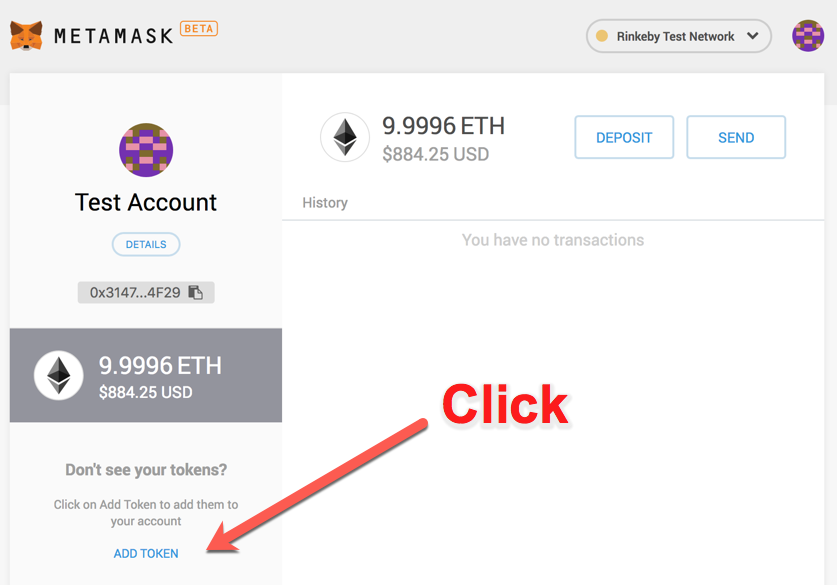 METAMASK BETA
Rinkeby Test Network
Test Account
DETAILS
0x3147...4F29
9.9996 ETH
$884.25 USD
Don't see your tokens?
Click on Add Token to add them to
your account
ADD TOKEN
9.9996 ETH
$884.25 USD
DEPOSIT
SEND
History
You have no transactions
Click